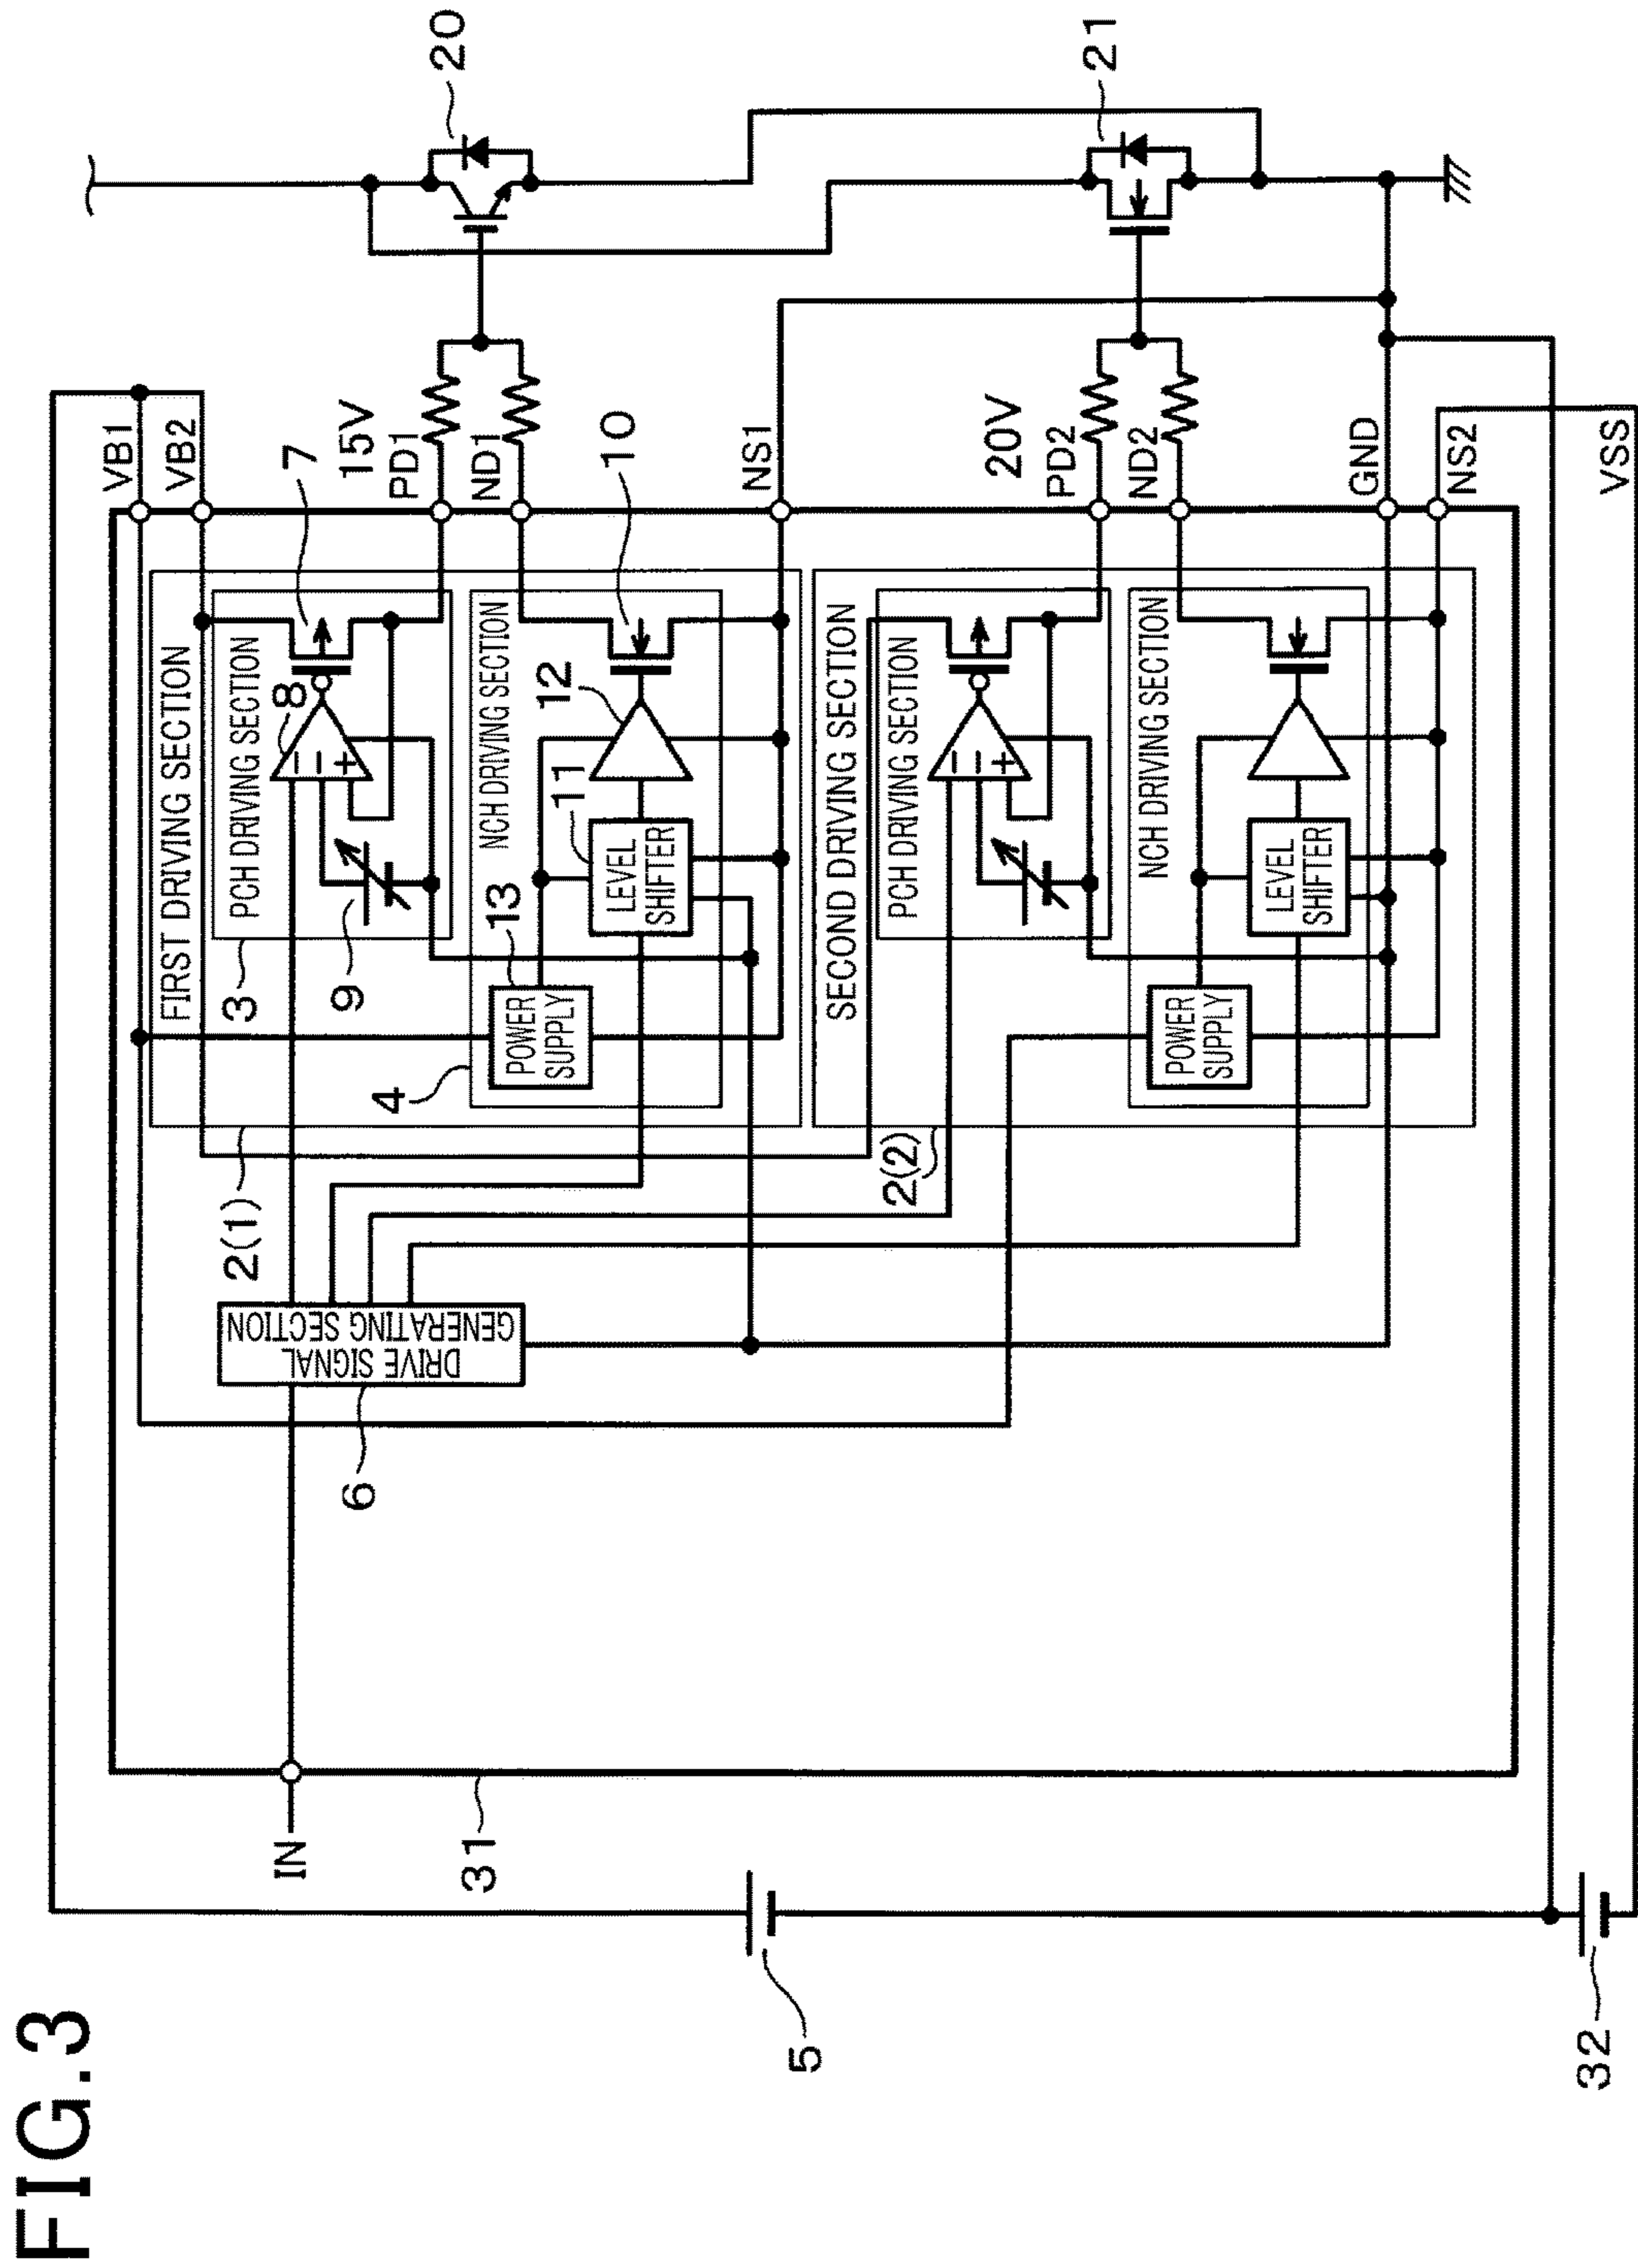 FIG.3
VB1
VB2
15V
PD1
ND1
NS1
20V
PD2
ND2
GND
NS2
VSS
20
21
FIRST DRIVING SECTION
PCH DRIVING SECTION
7
8
9
3
NCH DRIVING SECTION
10
12
11
LEVEL
SHIFTER
13
POWER
SUPPLY
4
2(1)
SECOND DRIVING SECTION
PCH DRIVING SECTION
NCH DRIVING SECTION
LEVEL
SHIFTER
POWER
SUPPLY
2(2)
DRIVE SIGNAL
GENERATING SECTION
6
IN
31
5
32